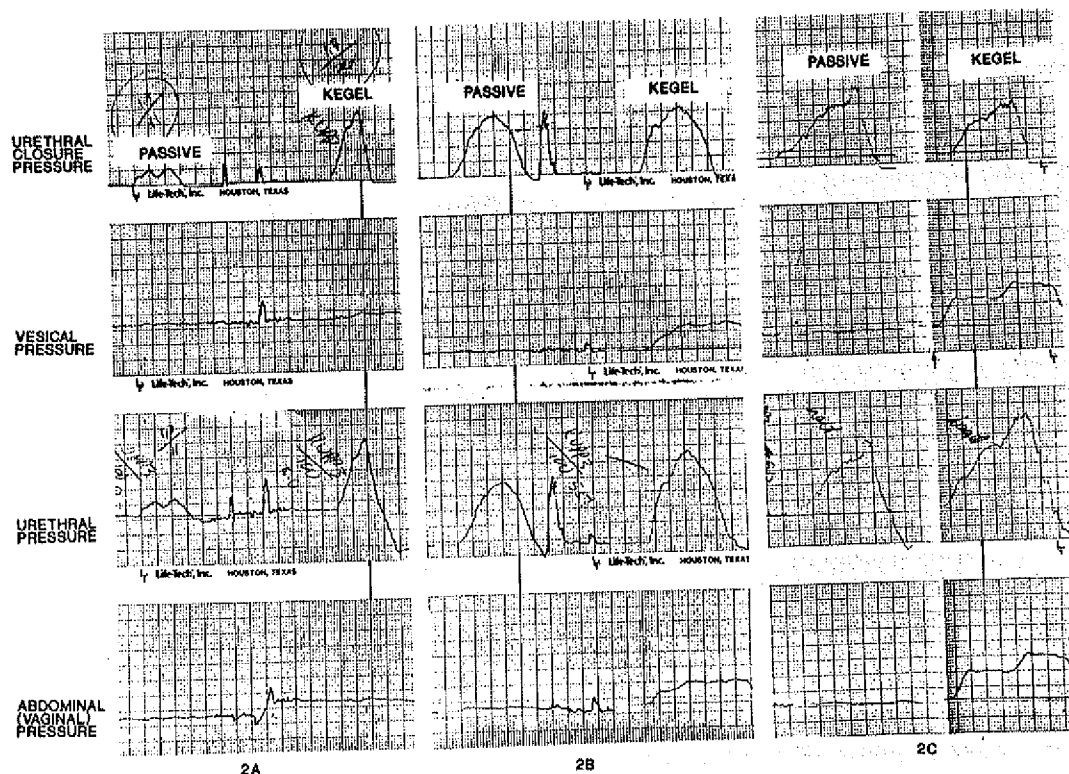 KEGEL
PASSIVE
PASSIVE
KEGEL
PASSIVE
KEGEL
URETHRAL
CLOSURE
PRESSURE
Life-Tech, Inc. HOUSTON, TEXAS
Life-Tech, Inc. HOUSTON, TEXA
VESICAL
PRESSURE
Life-Tech, Inc. HOUSTON, TEXAS
Life-Tech, Inc. HOUSTON, TEXAS
URETHRAL
PRESSURE
Life-Tech, Inc. HOUSTON, TEXAS
Life-Tech, Inc. HOUSTON, TEXAS
ABDOMINAL
(VAGINAL)
PRESSURE
2A
2B
2C